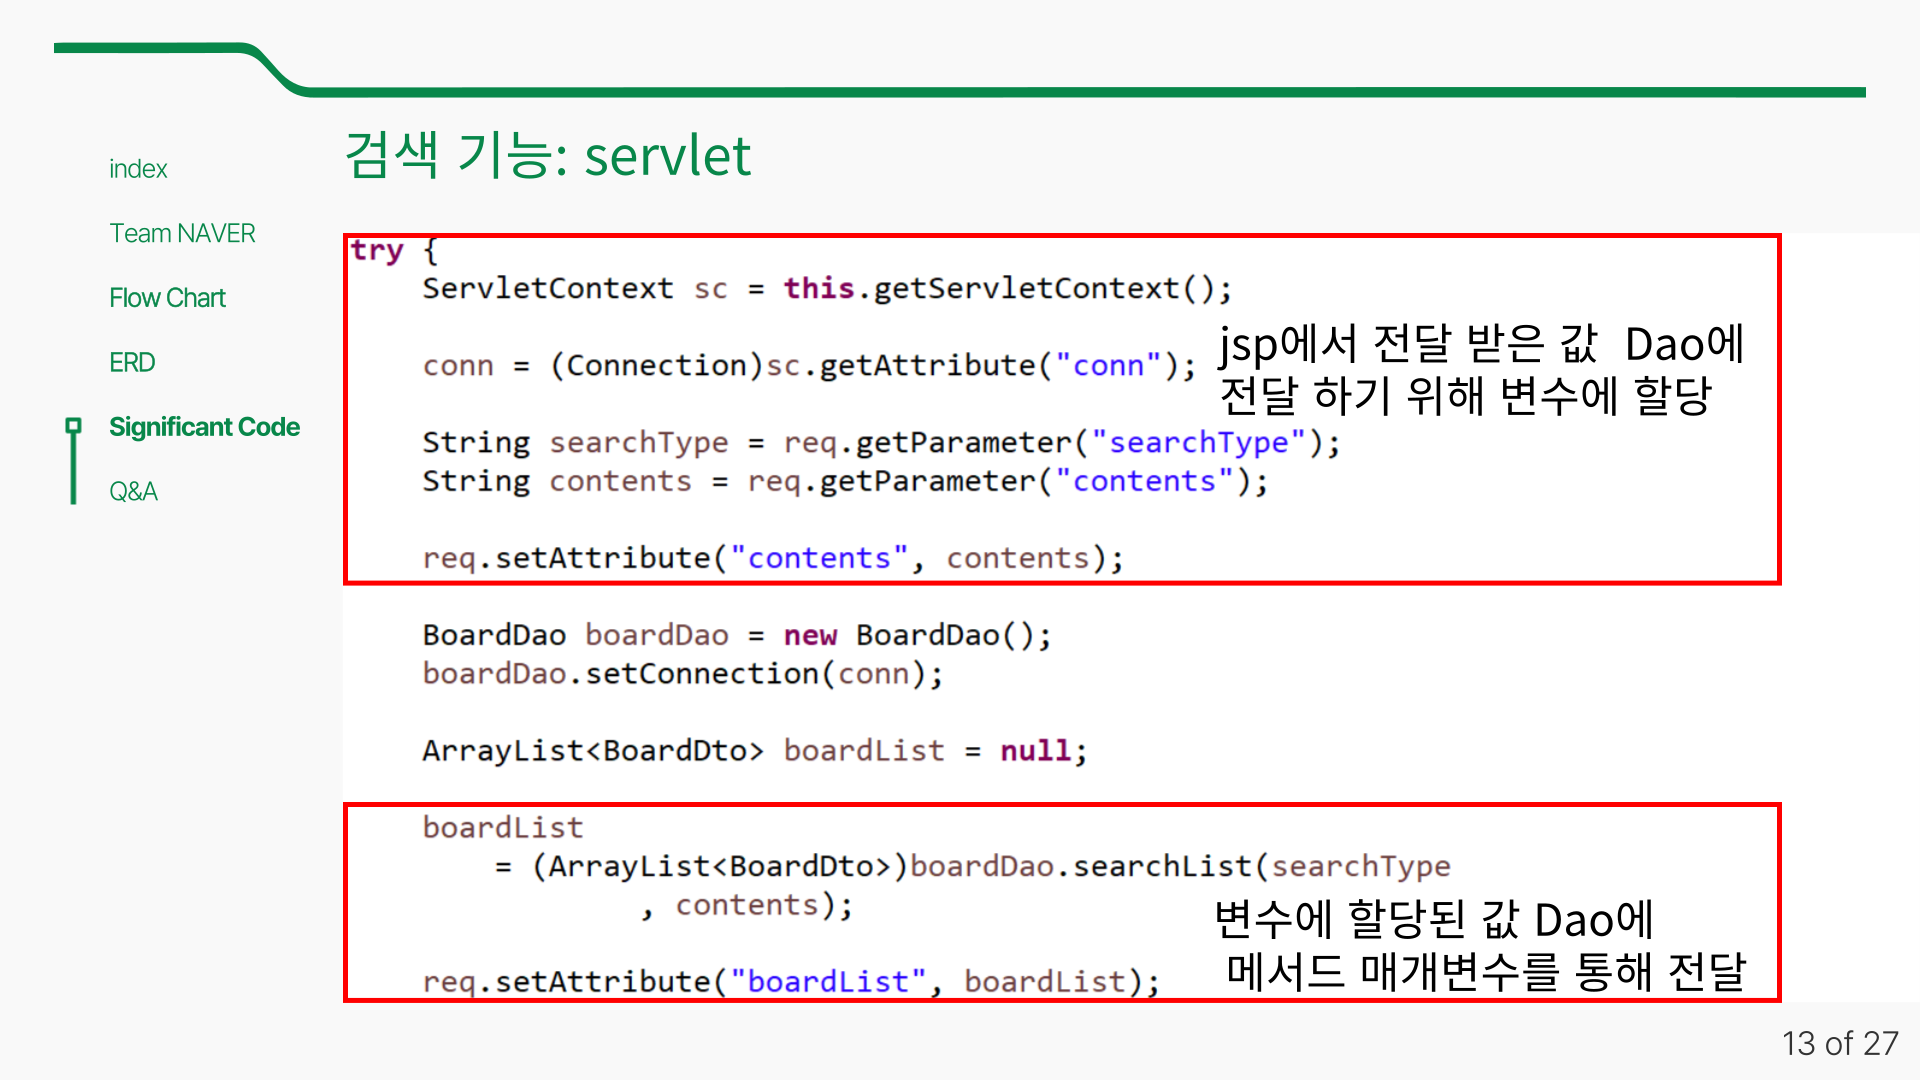 검색 기능: servlet
index
Team NAVER
Flow Chart
ERD
Significant Code
Q&A
try {
ServletContext sc = this.getServletContext();
conn = (Connection)sc.getAttribute("conn");
jsp에서 전달 받은 값 Dao에
전달 하기 위해 변수에 할당
String searchType = req.getParameter("searchType");
String contents = req.getParameter("contents");
req.setAttribute("contents", contents);
BoardDao boardDao = new BoardDao();
boardDao.setConnection(conn);
ArrayList<BoardDto> boardList = null;
boardList
= (ArrayList<BoardDto>)boardDao.searchList(searchType
, contents);
변수에 할당된 값 Dao에
메서드 매개변수를 통해 전달
req.setAttribute("boardList", boardList);
13 of 27